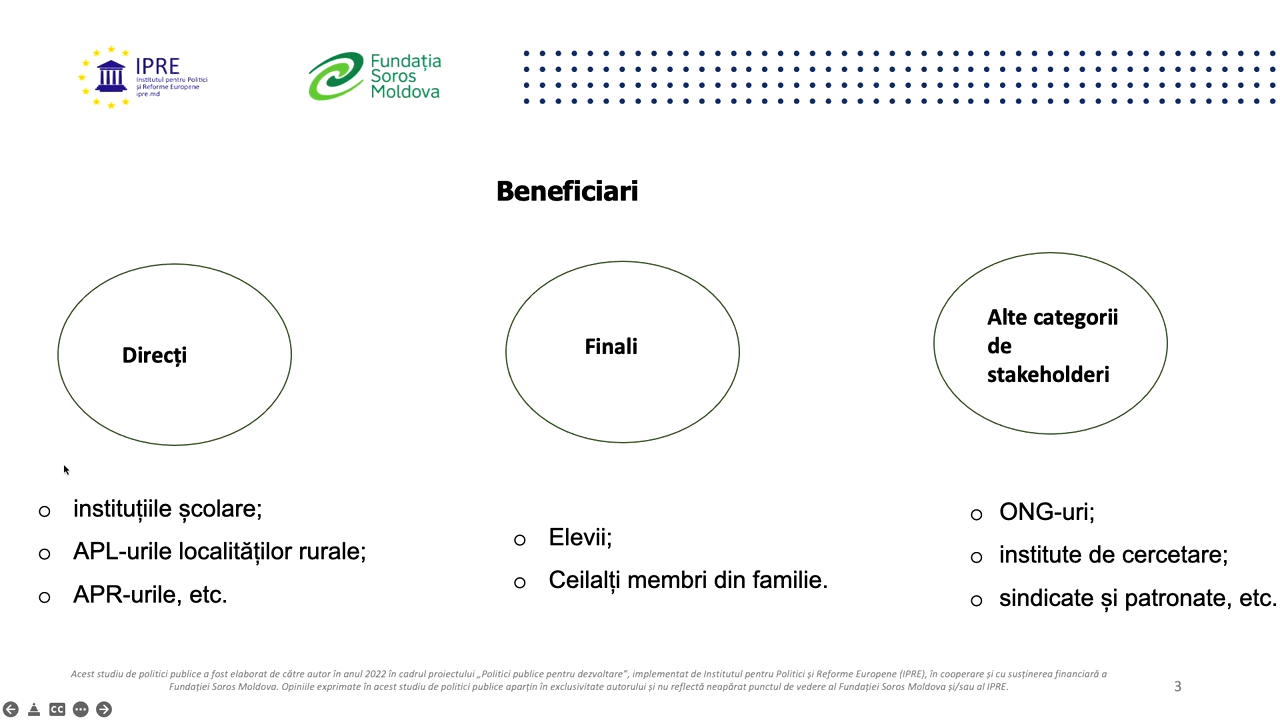 IPRE
Institutul pentru Politici
și Reforme Europene
ipre.md
Fundația
Soros
Moldova
Beneficiari
Direcți
Finali
Alte categorii
de
stakeholderi
instituțiile școlare;
APL-urile localităților rurale;
APR-urile, etc.
Elevii;
Ceilalți membri din familie.
ONG-uri;
institute de cercetare;
sindicate și patronate, etc.
Acest studiu de politici publice a fost elaborat de către autor în anul 2022 în cadrul proiectului „Politici publice pentru dezvoltare”, implementat de Institutul pentru Politici și Reforme Europene (IPRE), în cooperare și cu susținerea financiară a
Fundației Soros Moldova. Opiniile exprimate în acest studiu de politici publice aparțin în exclusivitate autorului și nu reflectă neapărat punctul de vedere al Fundației Soros Moldova și/sau al IPRE.
3
CC